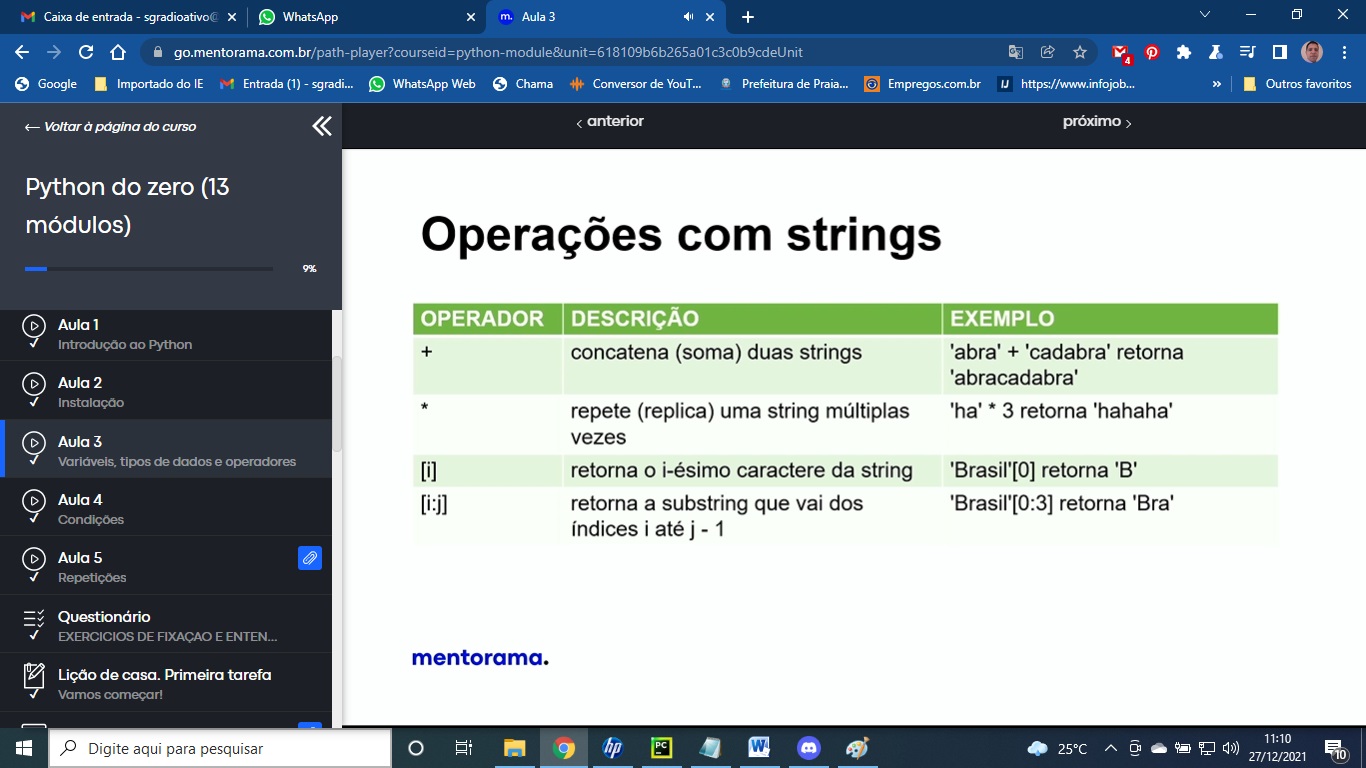 Caixa de entrada - sgradioativo@
WhatsApp
Aula 3
go.mentorama.com.br/path-player?courseid=python-module&unit=618109b6b265a01c3c0b9cdeUnit
4
Google
Importado do IE
Entrada (1) - sgradi...
WhatsApp Web
Chama
Conversor de YouT...
Prefeitura de Praia...
Empregos.com.br
https://www.infojob...
»
Outros favoritos
← Voltar à página do curso
‹ anterior
próximo ›
Python do zero (13
módulos)
9%
Aula 1
Introdução ao Python
Aula 2
Instalação
Aula 3
Variáveis, tipos de dados e operadores
Aula 4
Condições
Aula 5
Repetições
Questionário
EXERCICIOS DE FIXAÇAO E ENTEN...
Lição de casa. Primeira tarefa
Vamos começar!
Operações com strings
OPERADOR DESCRIÇÃO EXEMPLO
+ concatena (soma) duas strings 'abra' + 'cadabra' retorna
'abracadabra'
* repete (replica) uma string múltiplas 'ha' * 3 retorna 'hahaha'
vezes
[i] retorna o i-ésimo caractere da string 'Brasil'[0] retorna 'B'
[i:j] retorna a substring que vai dos 'Brasil'[0:3] retorna 'Bra'
índices i até j - 1
mentorama.
Digite aqui para pesquisar
hp
PC
W
25°C
11:10
27/12/2021
10